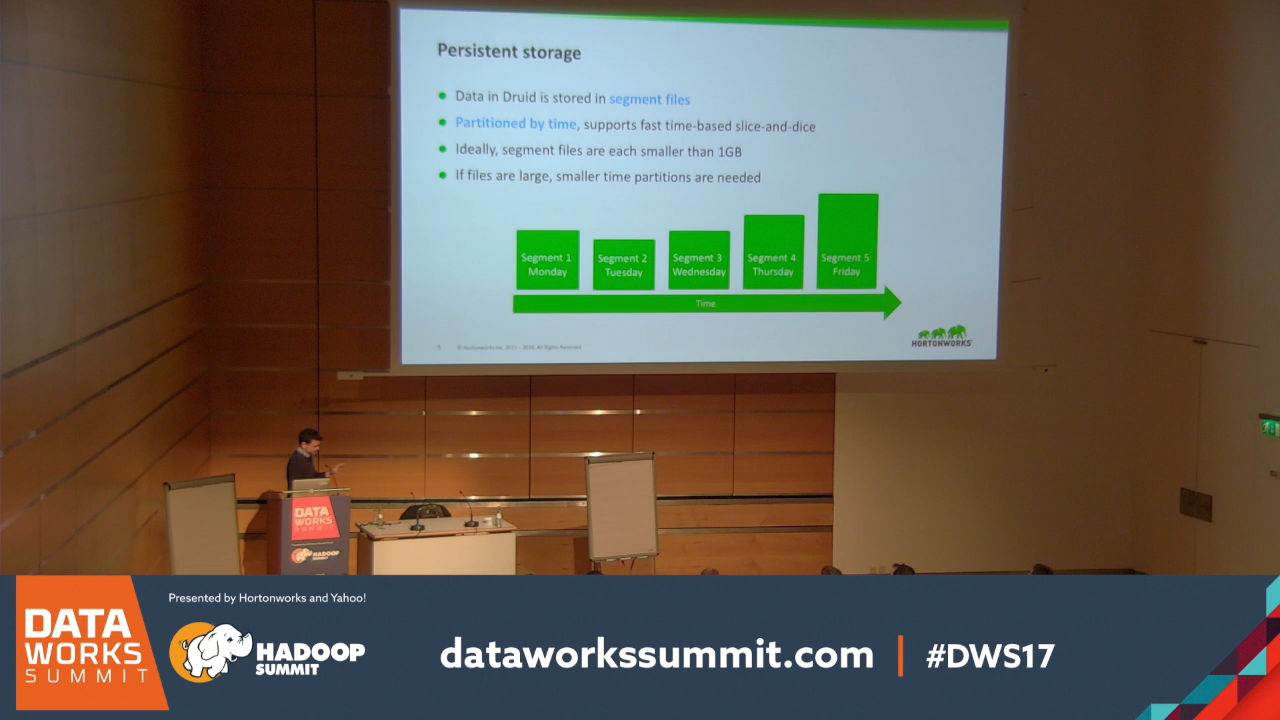 Persistent storage
Data in Druid is stored in segment files
Partitioned by time, supports fast time-based slice-and-dice
Ideally, segment files are each smaller than 1GB
If files are large, smaller time partitions are needed
Segment 1
Monday
Segment 2
Tuesday
Segment 3
Wednesday
Segment 4
Thursday
Segment 5
Friday
Time
5
HORTONWORKS
DATA
WORKS
SUMMIT
HADOOP
SUMMIT
Presented by Hortonworks and Yahoo!
DATA
WORKS
SUMMIT
HADOOP
SUMMIT
dataworkssummit.com | #DWS17